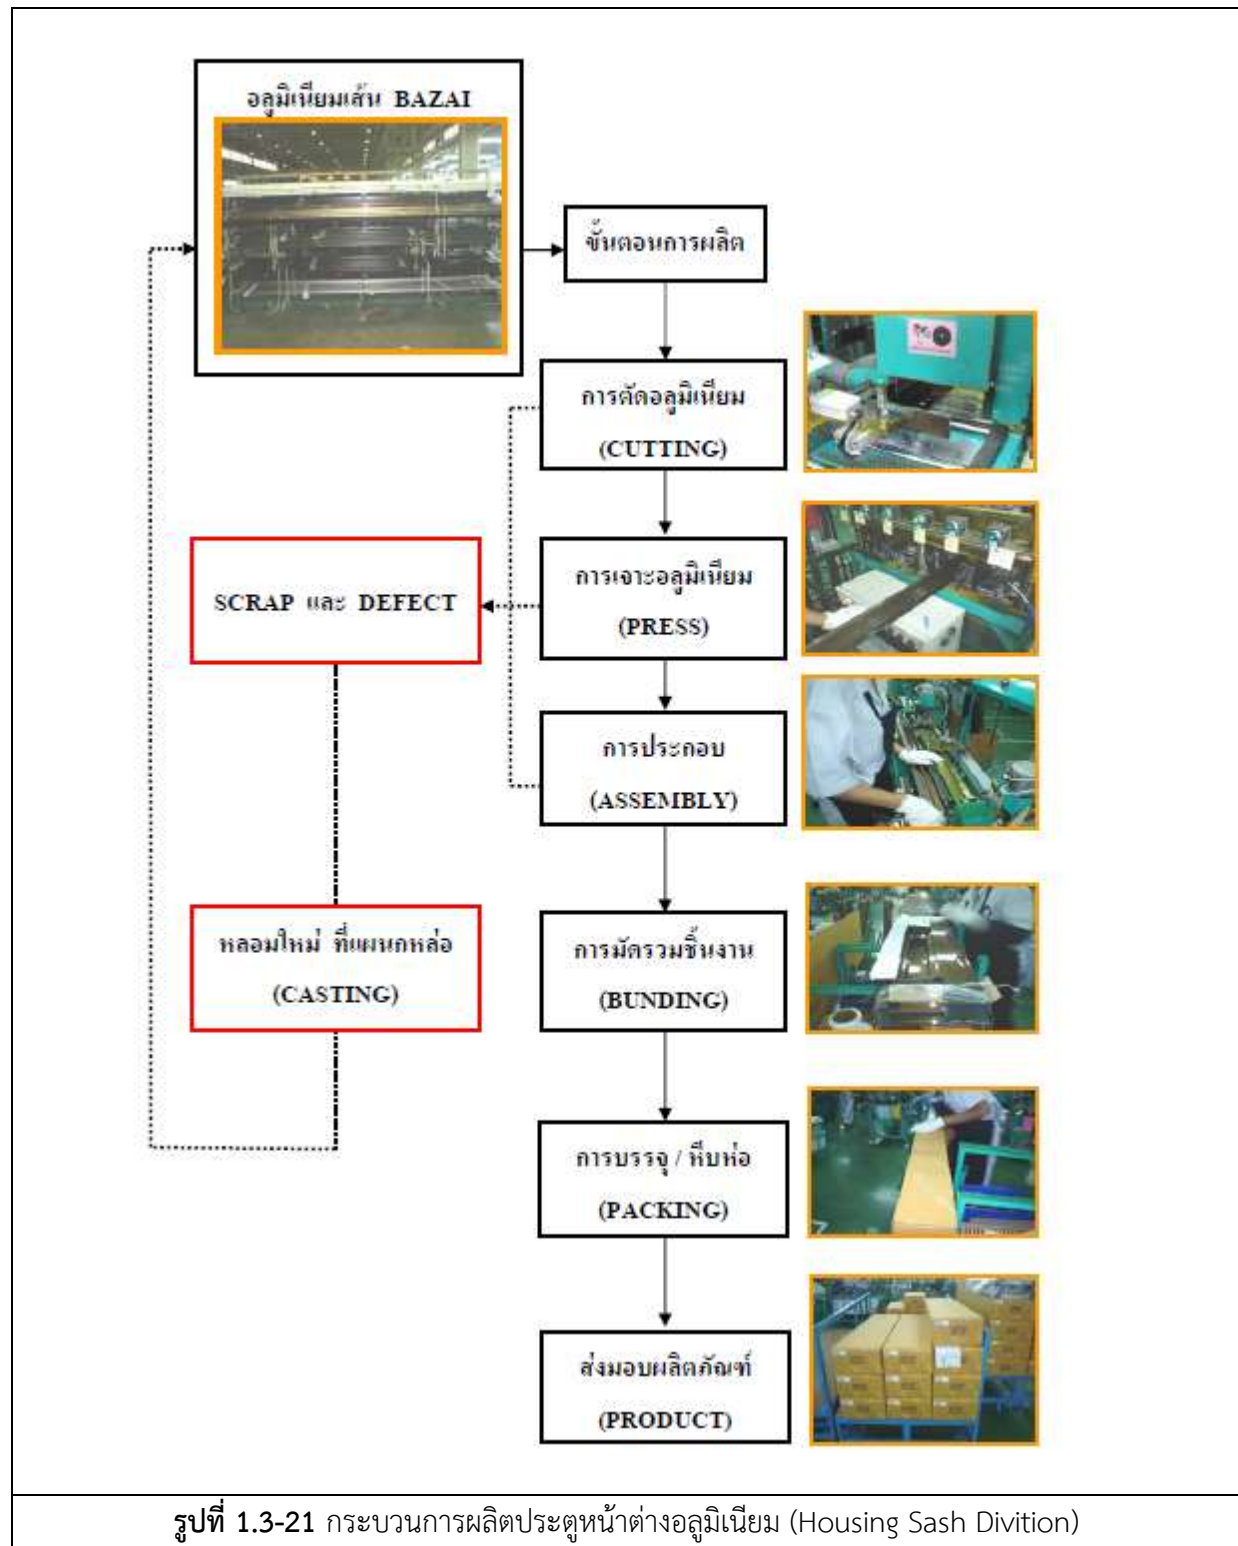 อลูมิเนียมเส้น BAZAI
ขั้นตอนการผลิต
การตัดอลูมิเนียม
(CUTTING)
การเจาะอลูมิเนียม
(PRESS)
SCRAP และ DEFECT
การประกอบ
(ASSEMBLY)
หลอมใหม่ ที่แผนกหล่อ
(CASTING)
การมัดรวมชิ้นงาน
(BUNDING)
การบรรจุ / หีบห่อ
(PACKING)
ส่งมอบผลิตภัณฑ์
(PRODUCT)
รูปที่ 1.3-21 กระบวนการผลิตประตูหน้าต่างอลูมิเนียม (Housing Sash Divition)